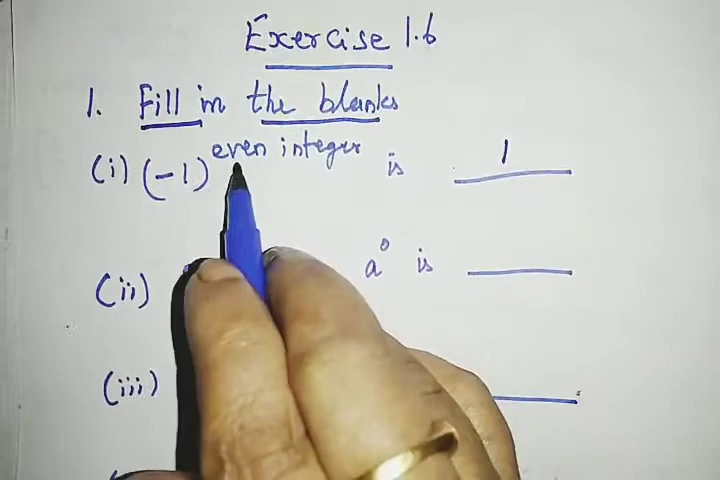 Exercise 1.6
1. Fill in the blanks
(i) (-1)^even integer is 1
(ii) a⁰ is
(iii)